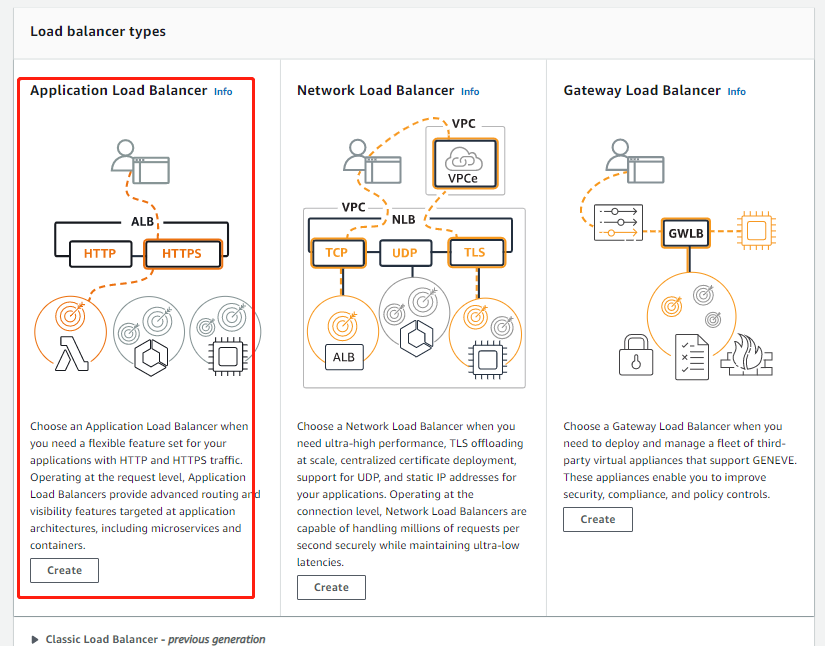 Load balancer types
Application Load Balancer Info
ALB
HTTP
HTTPS
Choose an Application Load Balancer when
you need a flexible feature set for your
applications with HTTP and HTTPS traffic.
Operating at the request level, Application
Load Balancers provide advanced routing and
visibility features targeted at application
architectures, including microservices and
containers.
Create
Network Load Balancer Info
VPC
VPCe
VPC
NLB
TCP
UDP
TLS
ALB
Choose a Network Load Balancer when you
need ultra-high performance, TLS offloading
at scale, centralized certificate deployment,
support for UDP, and static IP addresses for
your applications. Operating at the
connection level, Network Load Balancers are
capable of handling millions of requests per
second securely while maintaining ultra-low
latencies.
Create
Gateway Load Balancer Info
GWLB
Choose a Gateway Load Balancer when you
need to deploy and manage a fleet of third-
party virtual appliances that support GENEVE.
These appliances enable you to improve
security, compliance, and policy controls.
Create
Classic Load Balancer - previous generation